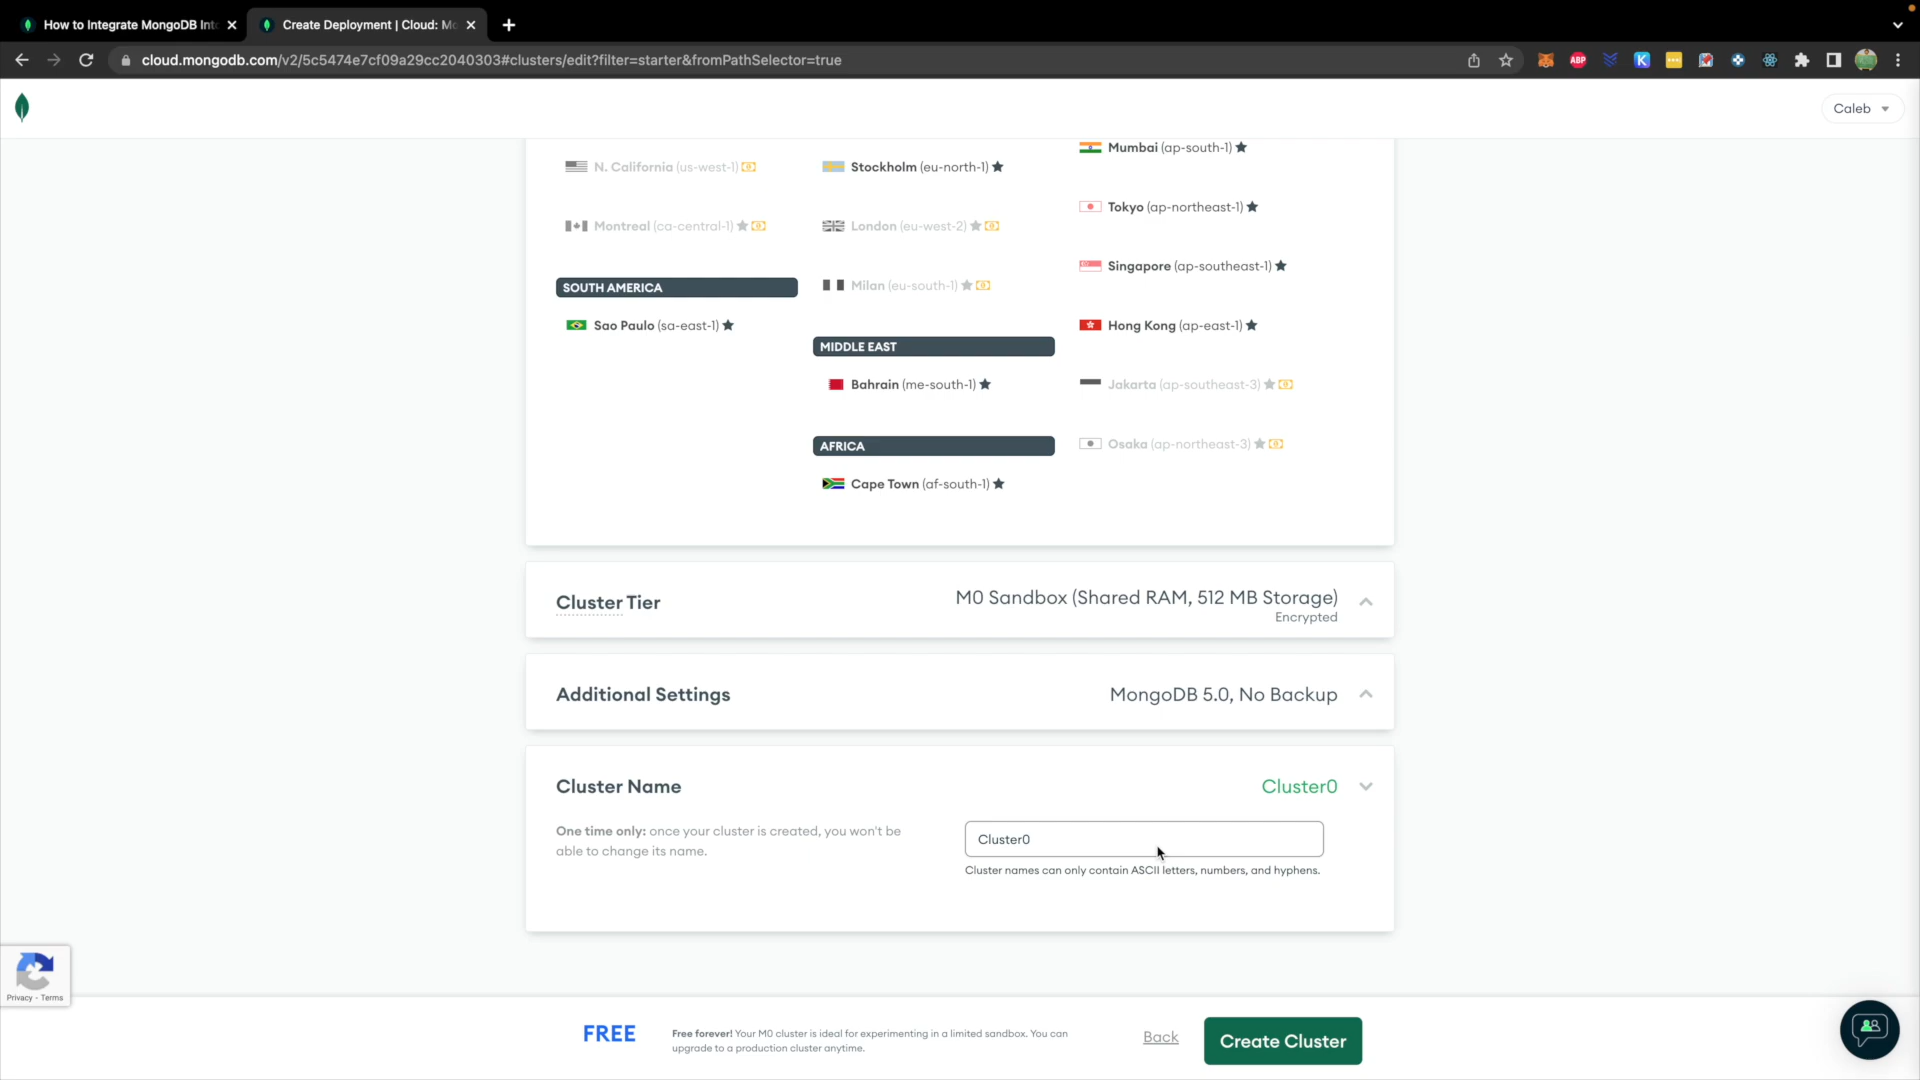 How to Integrate MongoDB Int
Create Deployment | Cloud: Mo
cloud.mongodb.com/v2/5c5474e7cf09a29cc2040303#clusters/edit?filter=starter&fromPathSelector=true
ABP
K
Caleb
N. California (us-west-1)
Montreal (ca-central-1)
SOUTH AMERICA
Sao Paulo (sa-east-1)
Stockholm (eu-north-1)
London (eu-west-2)
Milan (eu-south-1)
MIDDLE EAST
Bahrain (me-south-1)
AFRICA
Cape Town (af-south-1)
Mumbai (ap-south-1)
Tokyo (ap-northeast-1)
Singapore (ap-southeast-1)
Hong Kong (ap-east-1)
Jakarta (ap-southeast-3)
Osaka (ap-northeast-3)
Cluster Tier
M0 Sandbox (Shared RAM, 512 MB Storage)
Encrypted
Additional Settings
MongoDB 5.0, No Backup
Cluster Name
Cluster0
One time only: once your cluster is created, you won't be
able to change its name.
Cluster0
Cluster names can only contain ASCII letters, numbers, and hyphens.
Privacy - Terms
FREE
Free forever! Your M0 cluster is ideal for experimenting in a limited sandbox. You can
upgrade to a production cluster anytime.
Back
Create Cluster